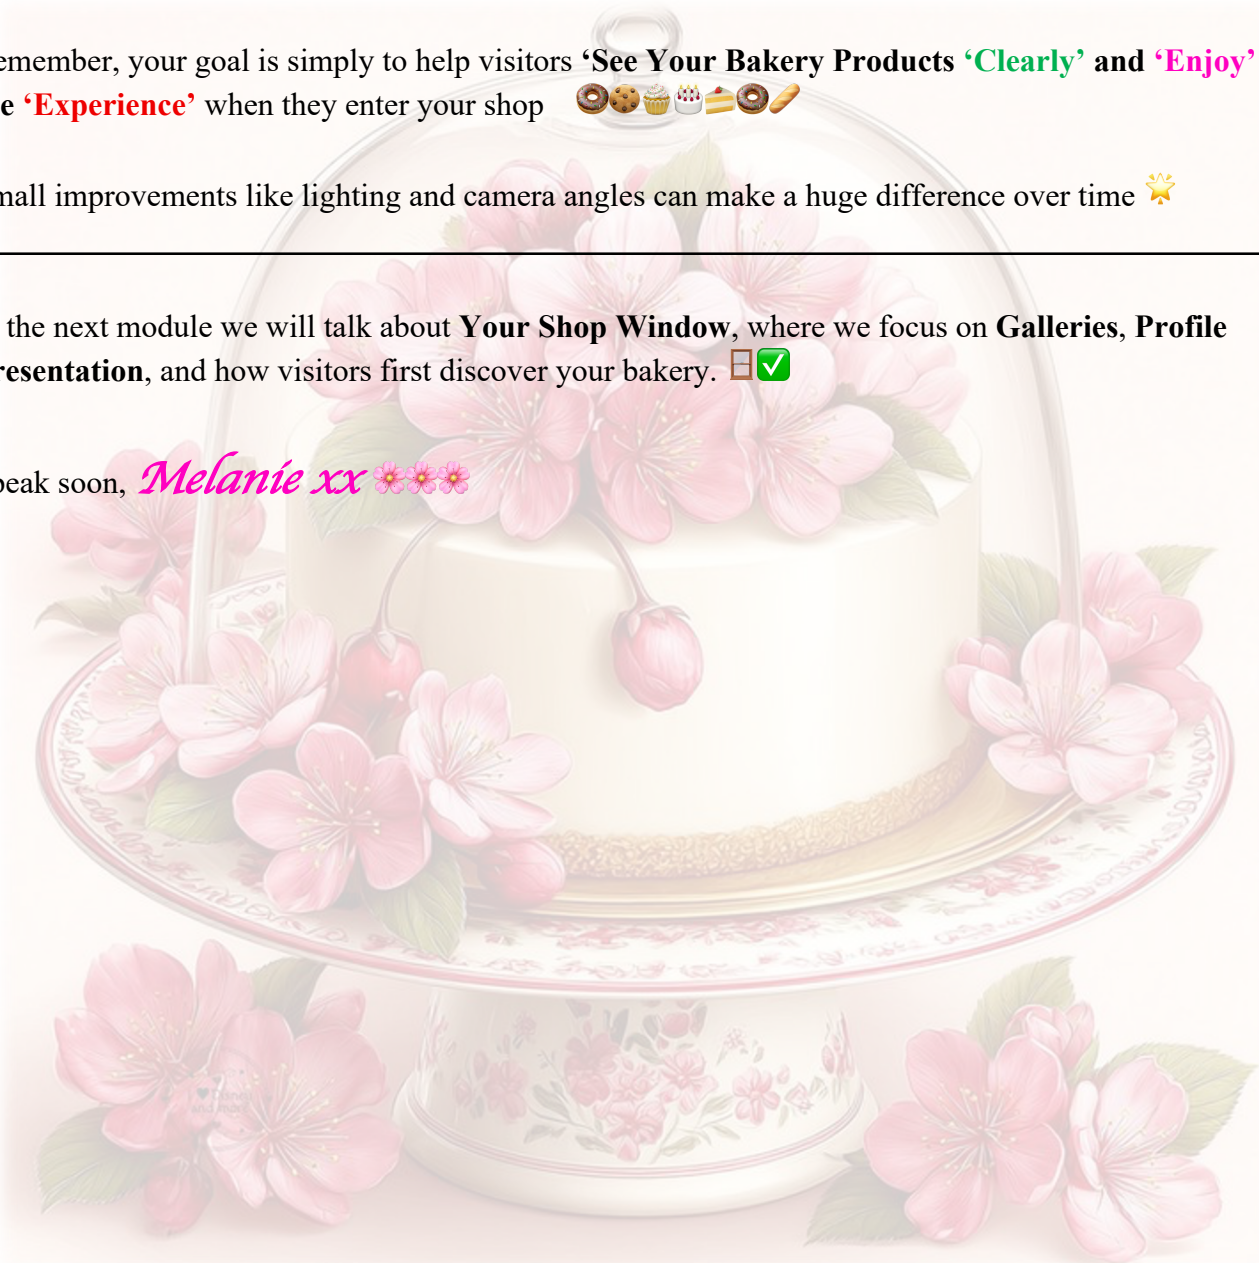 emember, your goal is simply to help visitors ‘See Your Bakery Products ‘Clearly’ and ‘Enjoy’
e ‘Experience’ when they enter your shop 🍩🍪🧁🎂🍰🍩🥖
mall improvements like lighting and camera angles can make a huge difference over time 🌟
the next module we will talk about Your Shop Window, where we focus on Galleries, Profile
resentation, and how visitors first discover your bakery. 🪟✅
peak soon, Melanie xx 🌸🌸🌸